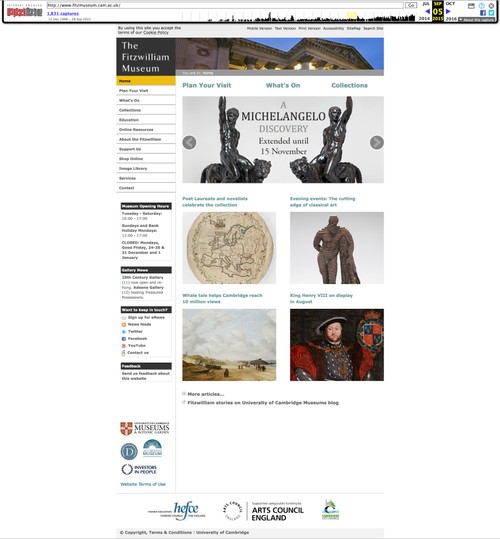 INTERNET ARCHIVE
http://www.fitzmuseum.cam.ac.uk/
Go
JUL SEP OCT
1,831 captures
05
2014 2015 2016
About this capture
By using this site you accept the
terms of our Cookie Policy
Mobile Version Text Version Print Version Accessibility SiteMap Search Site
The
Fitzwilliam
Museum
You are in: Home
Home
Plan Your Visit
What's On
Collections
Education
Online Resources
About the Fitzwilliam
Support Us
Shop Online
Image Library
Services
Contact
Plan Your Visit What's On Collections
A
MICHELANGELO
DISCOVERY
Extended until
15 November
Museum Opening Hours
Tuesday - Saturday:
10:00 - 17:00
Sundays and Bank
Holiday Mondays:
12:00 - 17:00
CLOSED: Mondays,
Good Friday, 24-26 &
31 December and 1
January
Gallery News
20th Century Gallery
(11) now open and re-
hung. Adeane Gallery
(12) hosting Treasured
Possessions.
Want to keep in touch?
Sign up for eNews
News feeds
Twitter
Facebook
YouTube
Contact us
Feedback
Send us feedback about
this website
Poet Laureate and novelists
celebrate the collection
Evening events: The cutting
edge of classical art
Whale tale helps Cambridge reach
10 million views
King Henry VIII on display
in August
More articles...
Fitzwilliam stories on University of Cambridge Museums blog
UNIVERSITY OF CAMBRIDGE
MUSEUMS
& BOTANIC GARDEN
INVESTORS
IN PEOPLE
Website Terms of Use
hefce
Supported using public funding by
ARTS COUNCIL
ENGLAND
© Copyright, Terms & Conditions : University of Cambridge